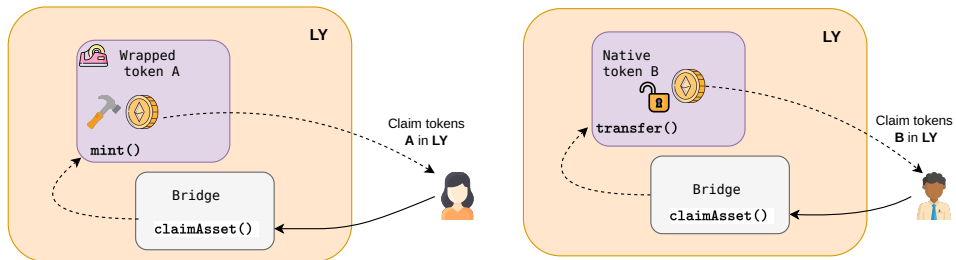 LY
Wrapped
token A
mint()
Claim tokens
A in LY
Bridge
claimAsset()
LY
Native
token B
transfer()
Claim tokens
B in LY
Bridge
claimAsset()